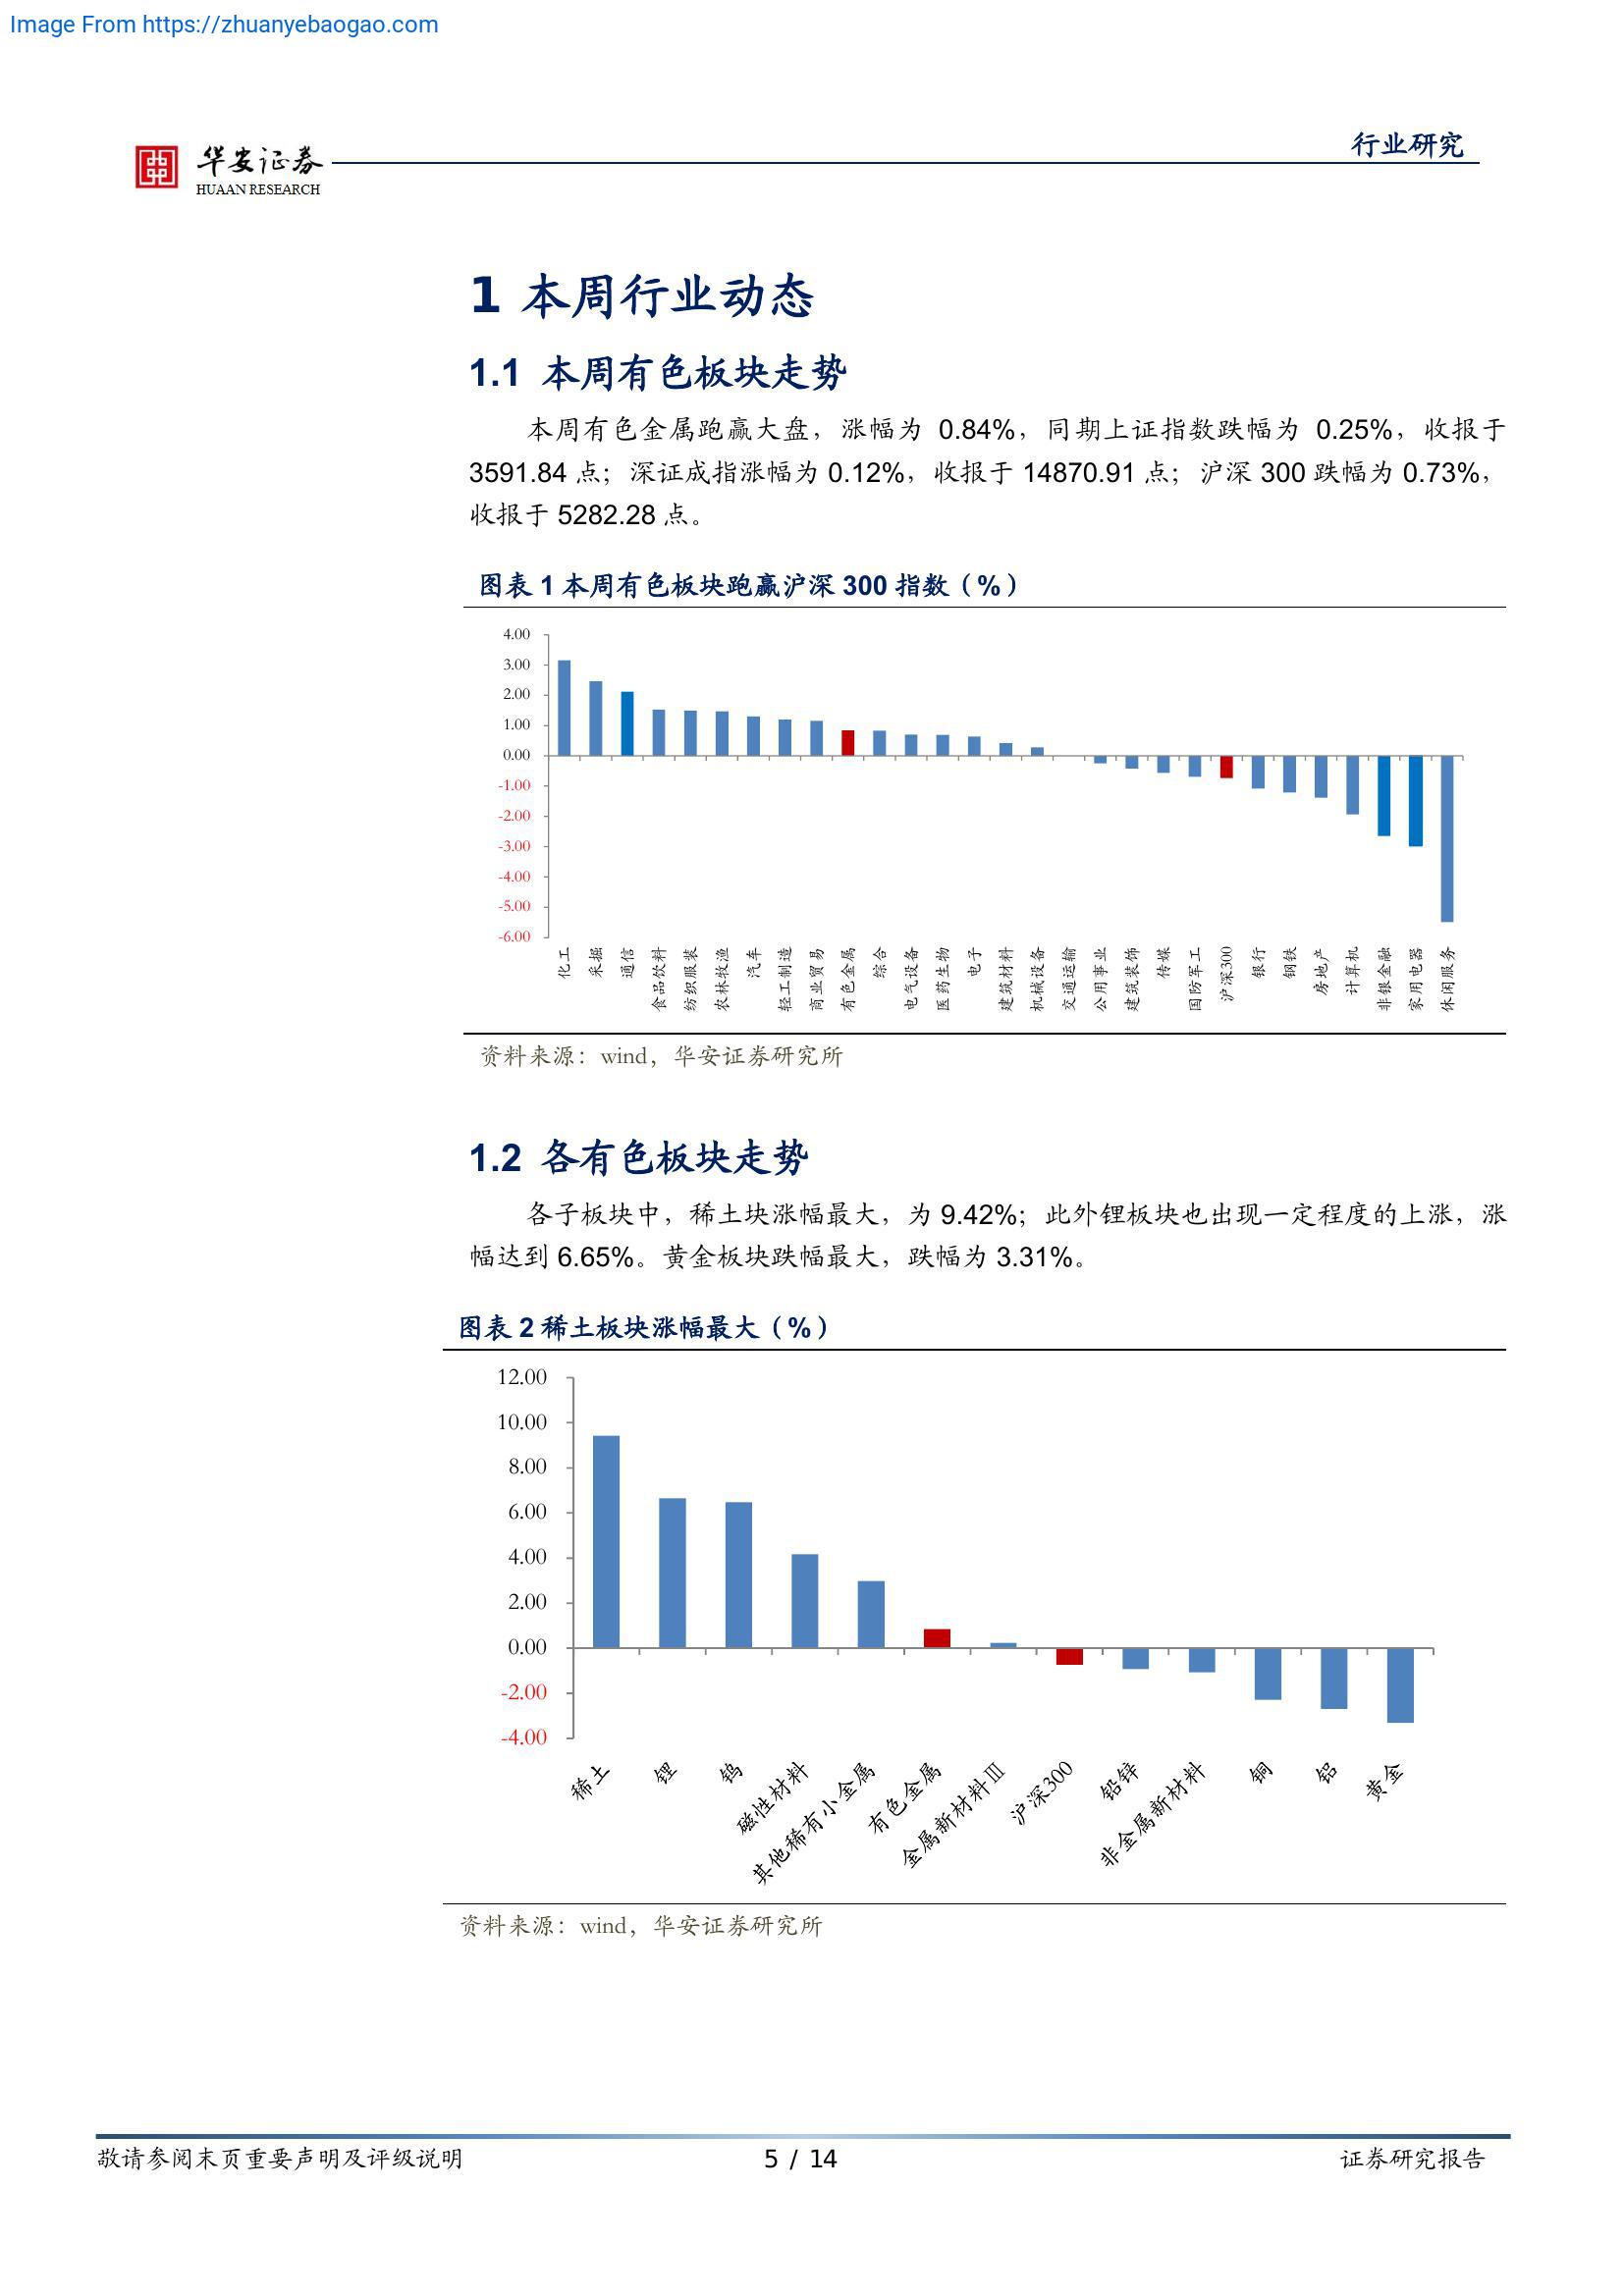 Image From https://zhuanyebaogao.com
行业研究
华安证券
HUAAN RESEARCH
1 本周行业动态
1.1 本周有色板块走势
本周有色金属跑赢大盘，涨幅为 0.84%，同期上证指数跌幅为 0.25%，收报于
3591.84 点；深证成指涨幅为 0.12%，收报于 14870.91 点；沪深 300 跌幅为 0.73%，
收报于 5282.28 点。
图表 1 本周有色板块跑赢沪深 300 指数（%）
4.00
3.00
2.00
1.00
0.00
-1.00
-2.00
-3.00
-4.00
-5.00
-6.00
化工
采掘
通信
食品饮料
纺织服装
农林牧渔
汽车
轻工制造
商业贸易
有色金属
综合
电气设备
医药生物
电子
建筑材料
机械设备
交通运输
公用事业
建筑装饰
传媒
国防军工
沪深300
银行
钢铁
房地产
计算机
非银金融
家用电器
休闲服务
资料来源：wind，华安证券研究所
1.2 各有色板块走势
各子板块中，稀土块涨幅最大，为 9.42%；此外锂板块也出现一定程度的上涨，涨
幅达到 6.65%。黄金板块跌幅最大，跌幅为 3.31%。
图表 2 稀土板块涨幅最大（%）
12.00
10.00
8.00
6.00
4.00
2.00
0.00
-2.00
-4.00
稀土
锂
钨
磁性材料
其他稀有小金属
有色金属
金属新材料Ⅲ
沪深300
铅锌
非金属新材料
铜
铝
黄金
资料来源：wind，华安证券研究所
敬请参阅末页重要声明及评级说明
5 / 14
证券研究报告